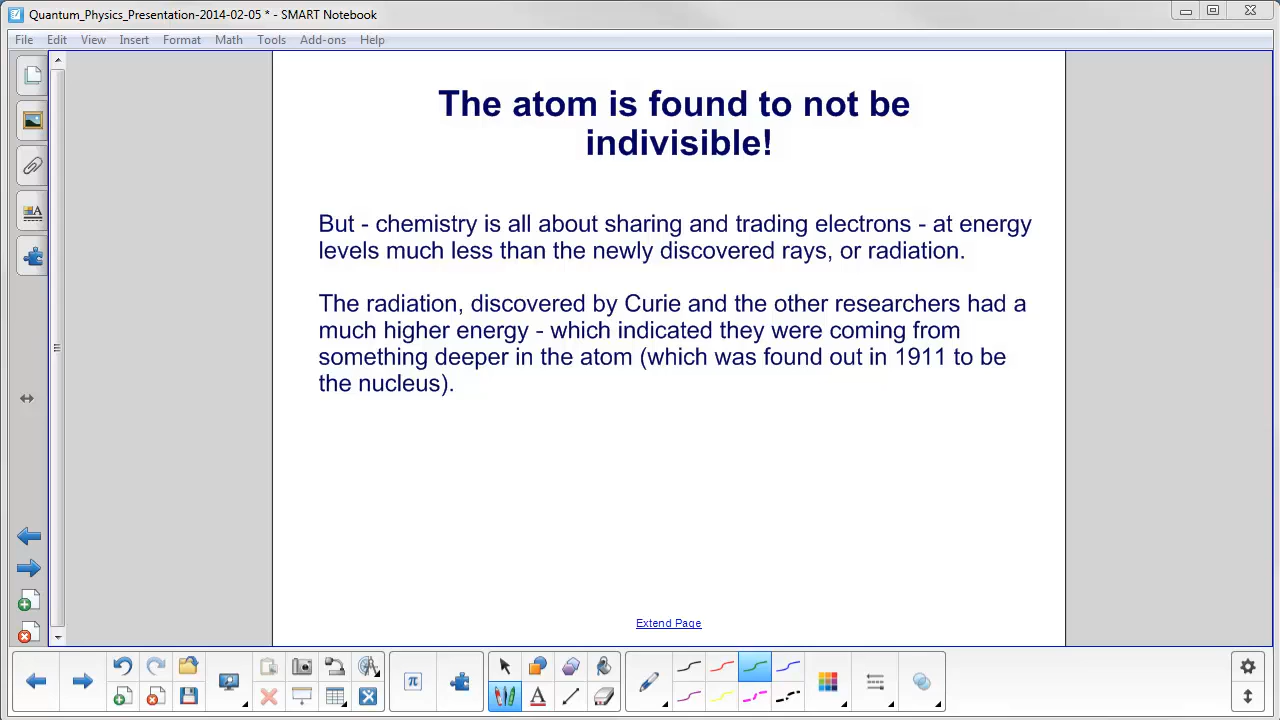 Quantum_Physics_Presentation-2014-02-05 * - SMART Notebook
File Edit View Insert Format Math Tools Add-ons Help
The atom is found to not be
indivisible!
But - chemistry is all about sharing and trading electrons - at energy
levels much less than the newly discovered rays, or radiation.
The radiation, discovered by Curie and the other researchers had a
much higher energy - which indicated they were coming from
something deeper in the atom (which was found out in 1911 to be
the nucleus).
Extend Page